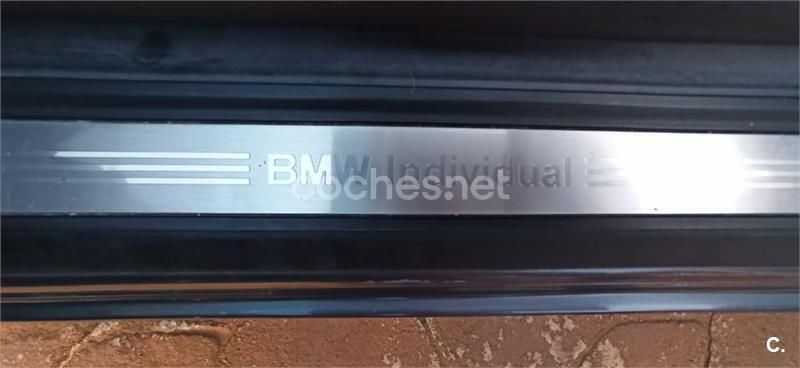 BMW Individual
coches.net
C.